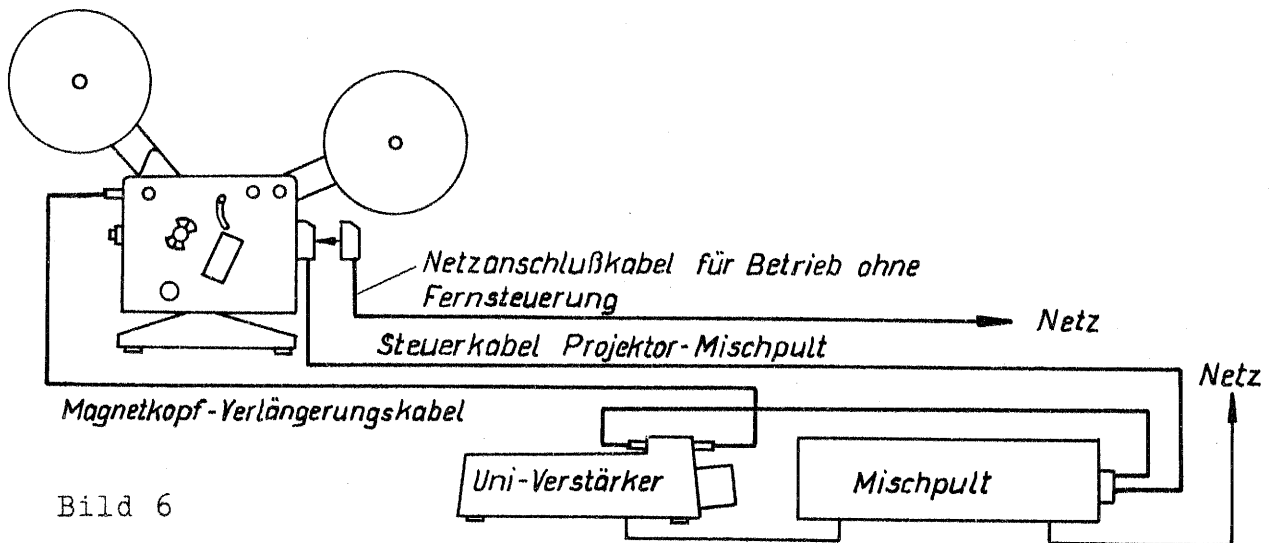 Netzanschlußkabel für Betrieb ohne
Fernsteuerung
Netz
Steuerkabel Projektor-Mischpult
Netz
Magnetkopf-Verlängerungskabel
Uni-Verstärker
Mischpult
Bild 6